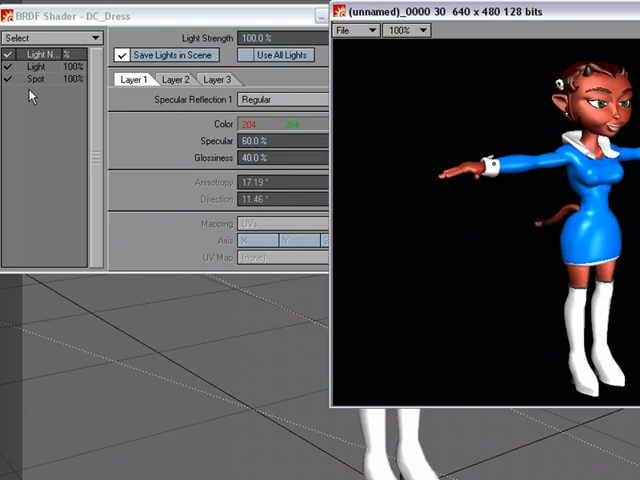 BRDF Shader - DC_Dress
Select
Light N... %
Light 100%
Spot 100%
Light Strength 100.0 %
Save Lights in Scene Use All Lights
Layer 1 Layer 2 Layer 3
Specular Reflection 1 Regular
Color 204
Specular 60.0 %
Glossiness 40.0 %
Anisotropy 17.19 °
Direction 11.46 °
Mapping UVs
Axis X Y Z
UV Map (none)
(unnamed)_0000 30 640 x 480 128 bits
File 100%